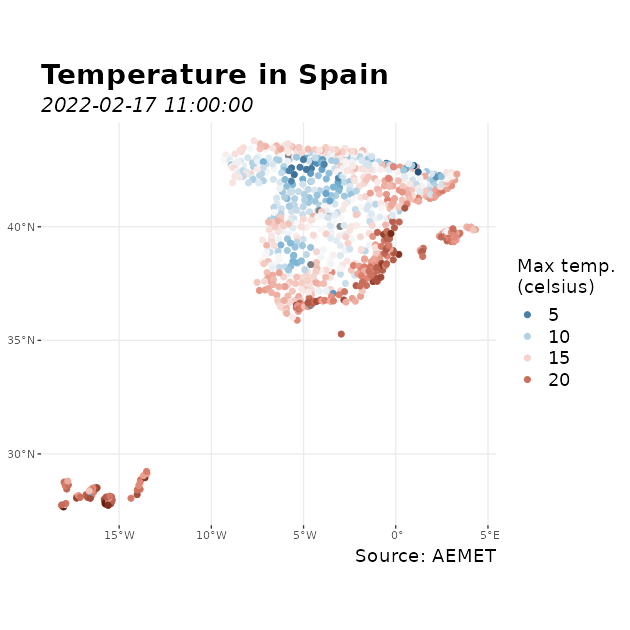 Temperature in Spain
2022-02-17 11:00:00
40°N
35°N
30°N
15°W
10°W
5°W
0°
5°E
Max temp.
(celsius)
5
10
15
20
Source: AEMET